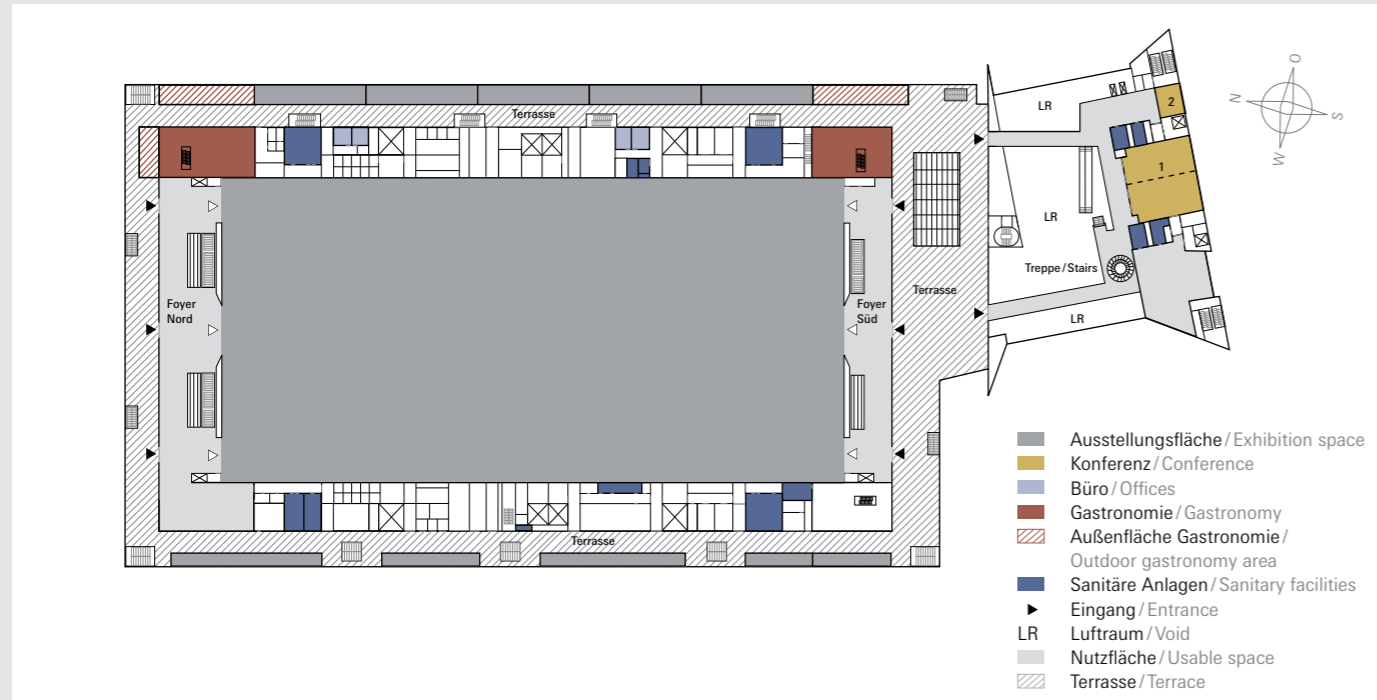 Terrasse
LR
2
O
N
S
W
1
LR
Treppe/Stairs
Terrasse
Foyer
Nord
Foyer
Süd
LR
Terrasse
Ausstellungsfläche/Exhibition space
Konferenz/Conference
Büro/Offices
Gastronomie/Gastronomy
Außenfläche Gastronomie/
Outdoor gastronomy area
Sanitäre Anlagen/Sanitary facilities
Eingang/Entrance
LR Luftraum/Void
Nutzfläche/Usable space
Terrasse/Terrace